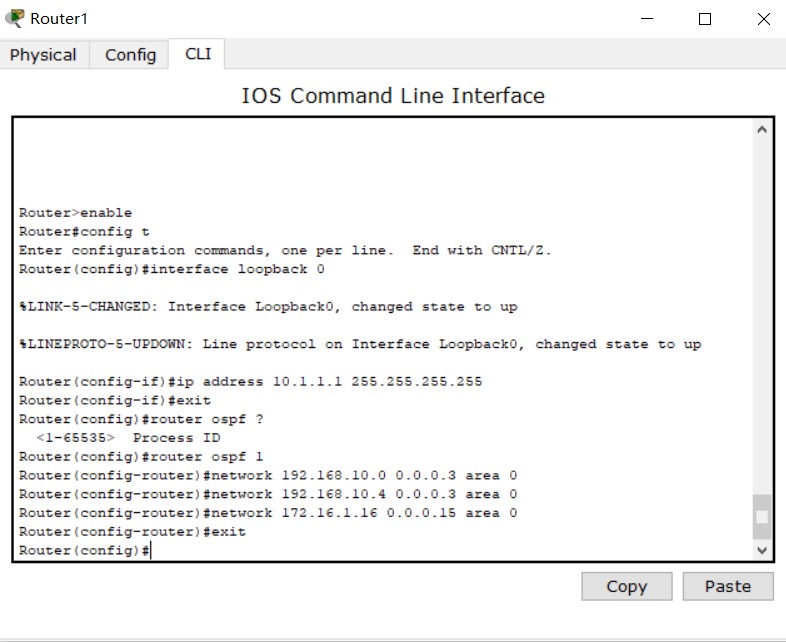 Router1
Physical Config CLI
IOS Command Line Interface
Router>enable
Router#config t
Enter configuration commands, one per line.  End with CNTL/Z.
Router(config)#interface loopback 0
%LINK-5-CHANGED: Interface Loopback0, changed state to up
%LINEPROTO-5-UPDOWN: Line protocol on Interface Loopback0, changed state to up
Router(config-if)#ip address 10.1.1.1 255.255.255.255
Router(config-if)#exit
Router(config)#router ospf ?
  <1-65535>  Process ID
Router(config)#router ospf 1
Router(config-router)#network 192.168.10.0 0.0.0.3 area 0
Router(config-router)#network 192.168.10.4 0.0.0.3 area 0
Router(config-router)#network 172.16.1.16 0.0.0.15 area 0
Router(config-router)#exit
Router(config)#
Copy Paste